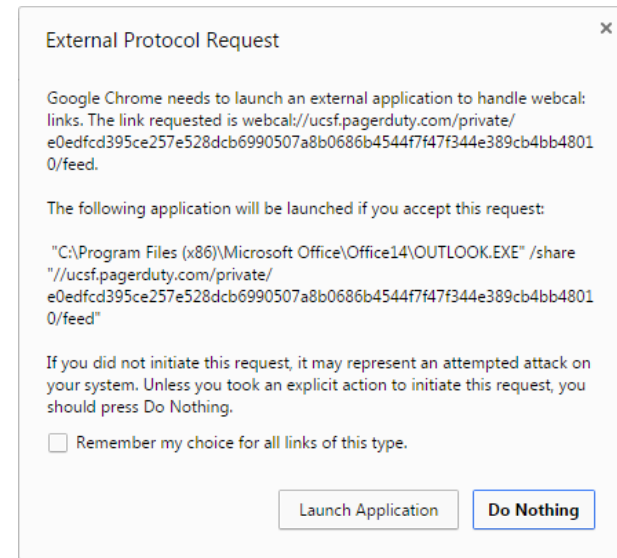 External Protocol Request
Google Chrome needs to launch an external application to handle webcal:
links. The link requested is webcal://ucsf.pagerduty.com/private/
e0edfcd395ce257e528dcb6990507a8b0686b4544f7f47f344e389cb4bb4801
0/feed.
The following application will be launched if you accept this request:
"C:\Program Files (x86)\Microsoft Office\Office14\OUTLOOK.EXE" /share
"//ucsf.pagerduty.com/private/
e0edfcd395ce257e528dcb6990507a8b0686b4544f7f47f344e389cb4bb4801
0/feed"
If you did not initiate this request, it may represent an attempted attack on
your system. Unless you took an explicit action to initiate this request, you
should press Do Nothing.
Remember my choice for all links of this type.
Launch Application Do Nothing